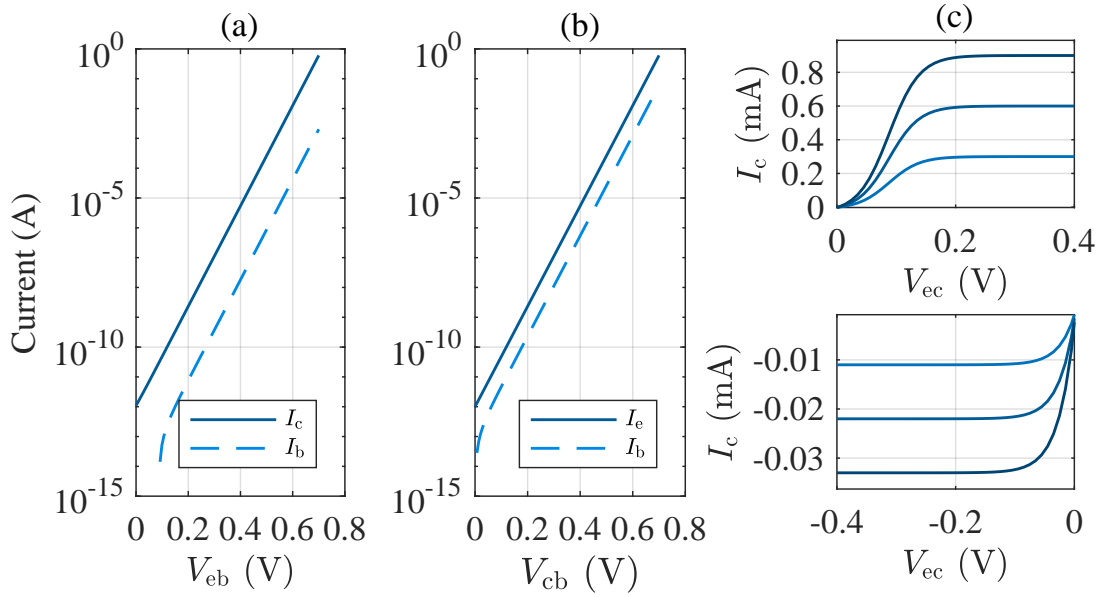 (a)
(b)
(c)
Current (A)
10^0
10^-5
10^-10
10^-15
0 0.2 0.4 0.6 0.8
V_eb (V)
I_c
I_b
10^0
10^-5
10^-10
10^-15
0 0.2 0.4 0.6 0.8
V_cb (V)
I_e
I_b
I_c (mA)
0.8
0.6
0.4
0.2
0
0 0.2 0.4
V_ec (V)
I_c (mA)
-0.01
-0.02
-0.03
-0.4 -0.2 0
V_ec (V)